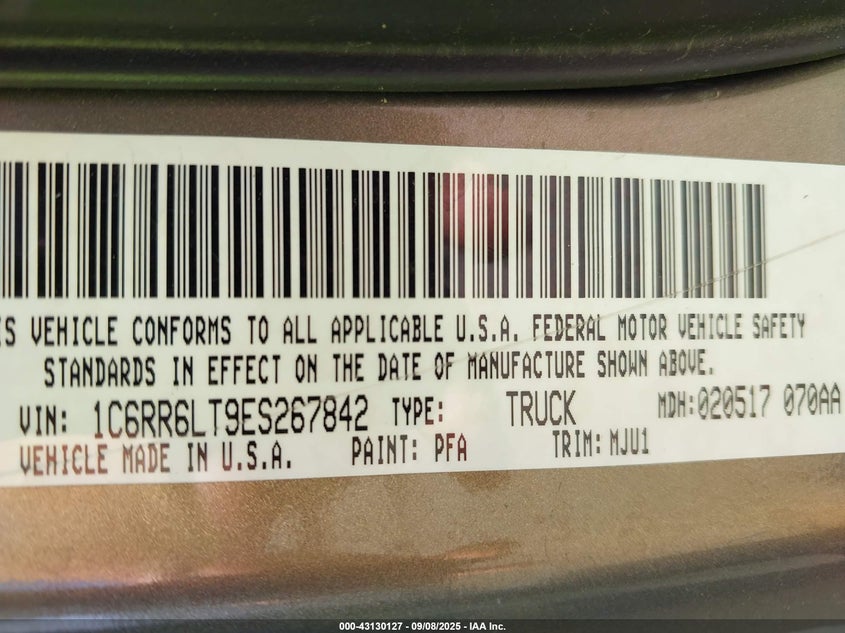 IS VEHICLE CONFORMS TO ALL APPLICABLE U.S.A. FEDERAL MOTOR VEHICLE SAFETY
STANDARDS IN EFFECT ON THE DATE OF MANUFACTURE SHOWN ABOVE.
VIN: 1C6RR6LT9ES267842 TYPE: TRUCK MDH:020517 070AA
VEHICLE MADE IN U.S.A. PAINT: PFA TRIM: MJU1
000-43130127 - 09/08/2025 - IAA Inc.